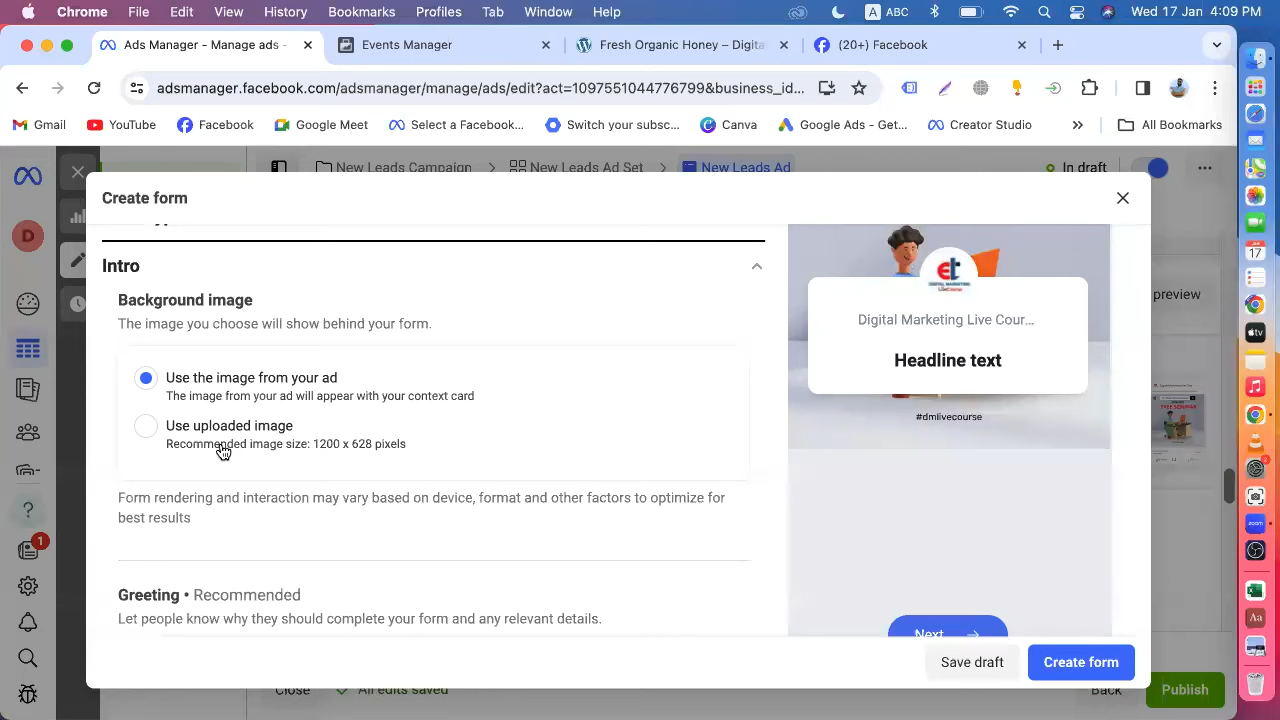 Chrome File Edit View History Bookmarks Profiles Tab Window Help A ABC Wed 17 Jan 4:09 PM
Ads Manager - Manage ads - Events Manager Fresh Organic Honey – Digita (20+) Facebook
adsmanager.facebook.com/adsmanager/manage/ads/edit?act=1097551044776799&business_id...
Gmail YouTube Facebook Google Meet Select a Facebook... Switch your subsc... Canva Google Ads - Get... Creator Studio » All Bookmarks
New Leads Campaign New Leads Ad Set New Leads Ad In draft
Create form
Intro
Background image
The image you choose will show behind your form.
Use the image from your ad
The image from your ad will appear with your context card
Use uploaded image
Recommended image size: 1200 x 628 pixels
Form rendering and interaction may vary based on device, format and other factors to optimize for
best results
Greeting • Recommended
Let people know why they should complete your form and any relevant details.
et
DIGITAL MARKETING
Digital Marketing Live Cour...
Headline text
#dmlivecourse
Next
Save draft Create form
preview
D
1
17
zoom
Aa
Close All edits saved Back Publish